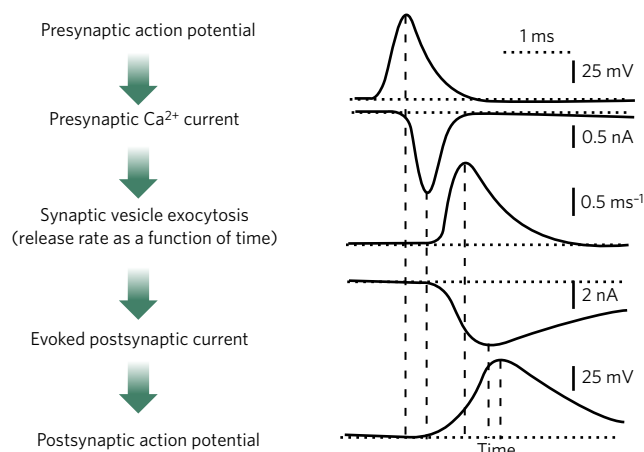 Presynaptic action potential
1 ms
25 mV
Presynaptic Ca²⁺ current
0.5 nA
Synaptic vesicle exocytosis
(release rate as a function of time)
0.5 ms⁻¹
2 nA
Evoked postsynaptic current
25 mV
Postsynaptic action potential
Time